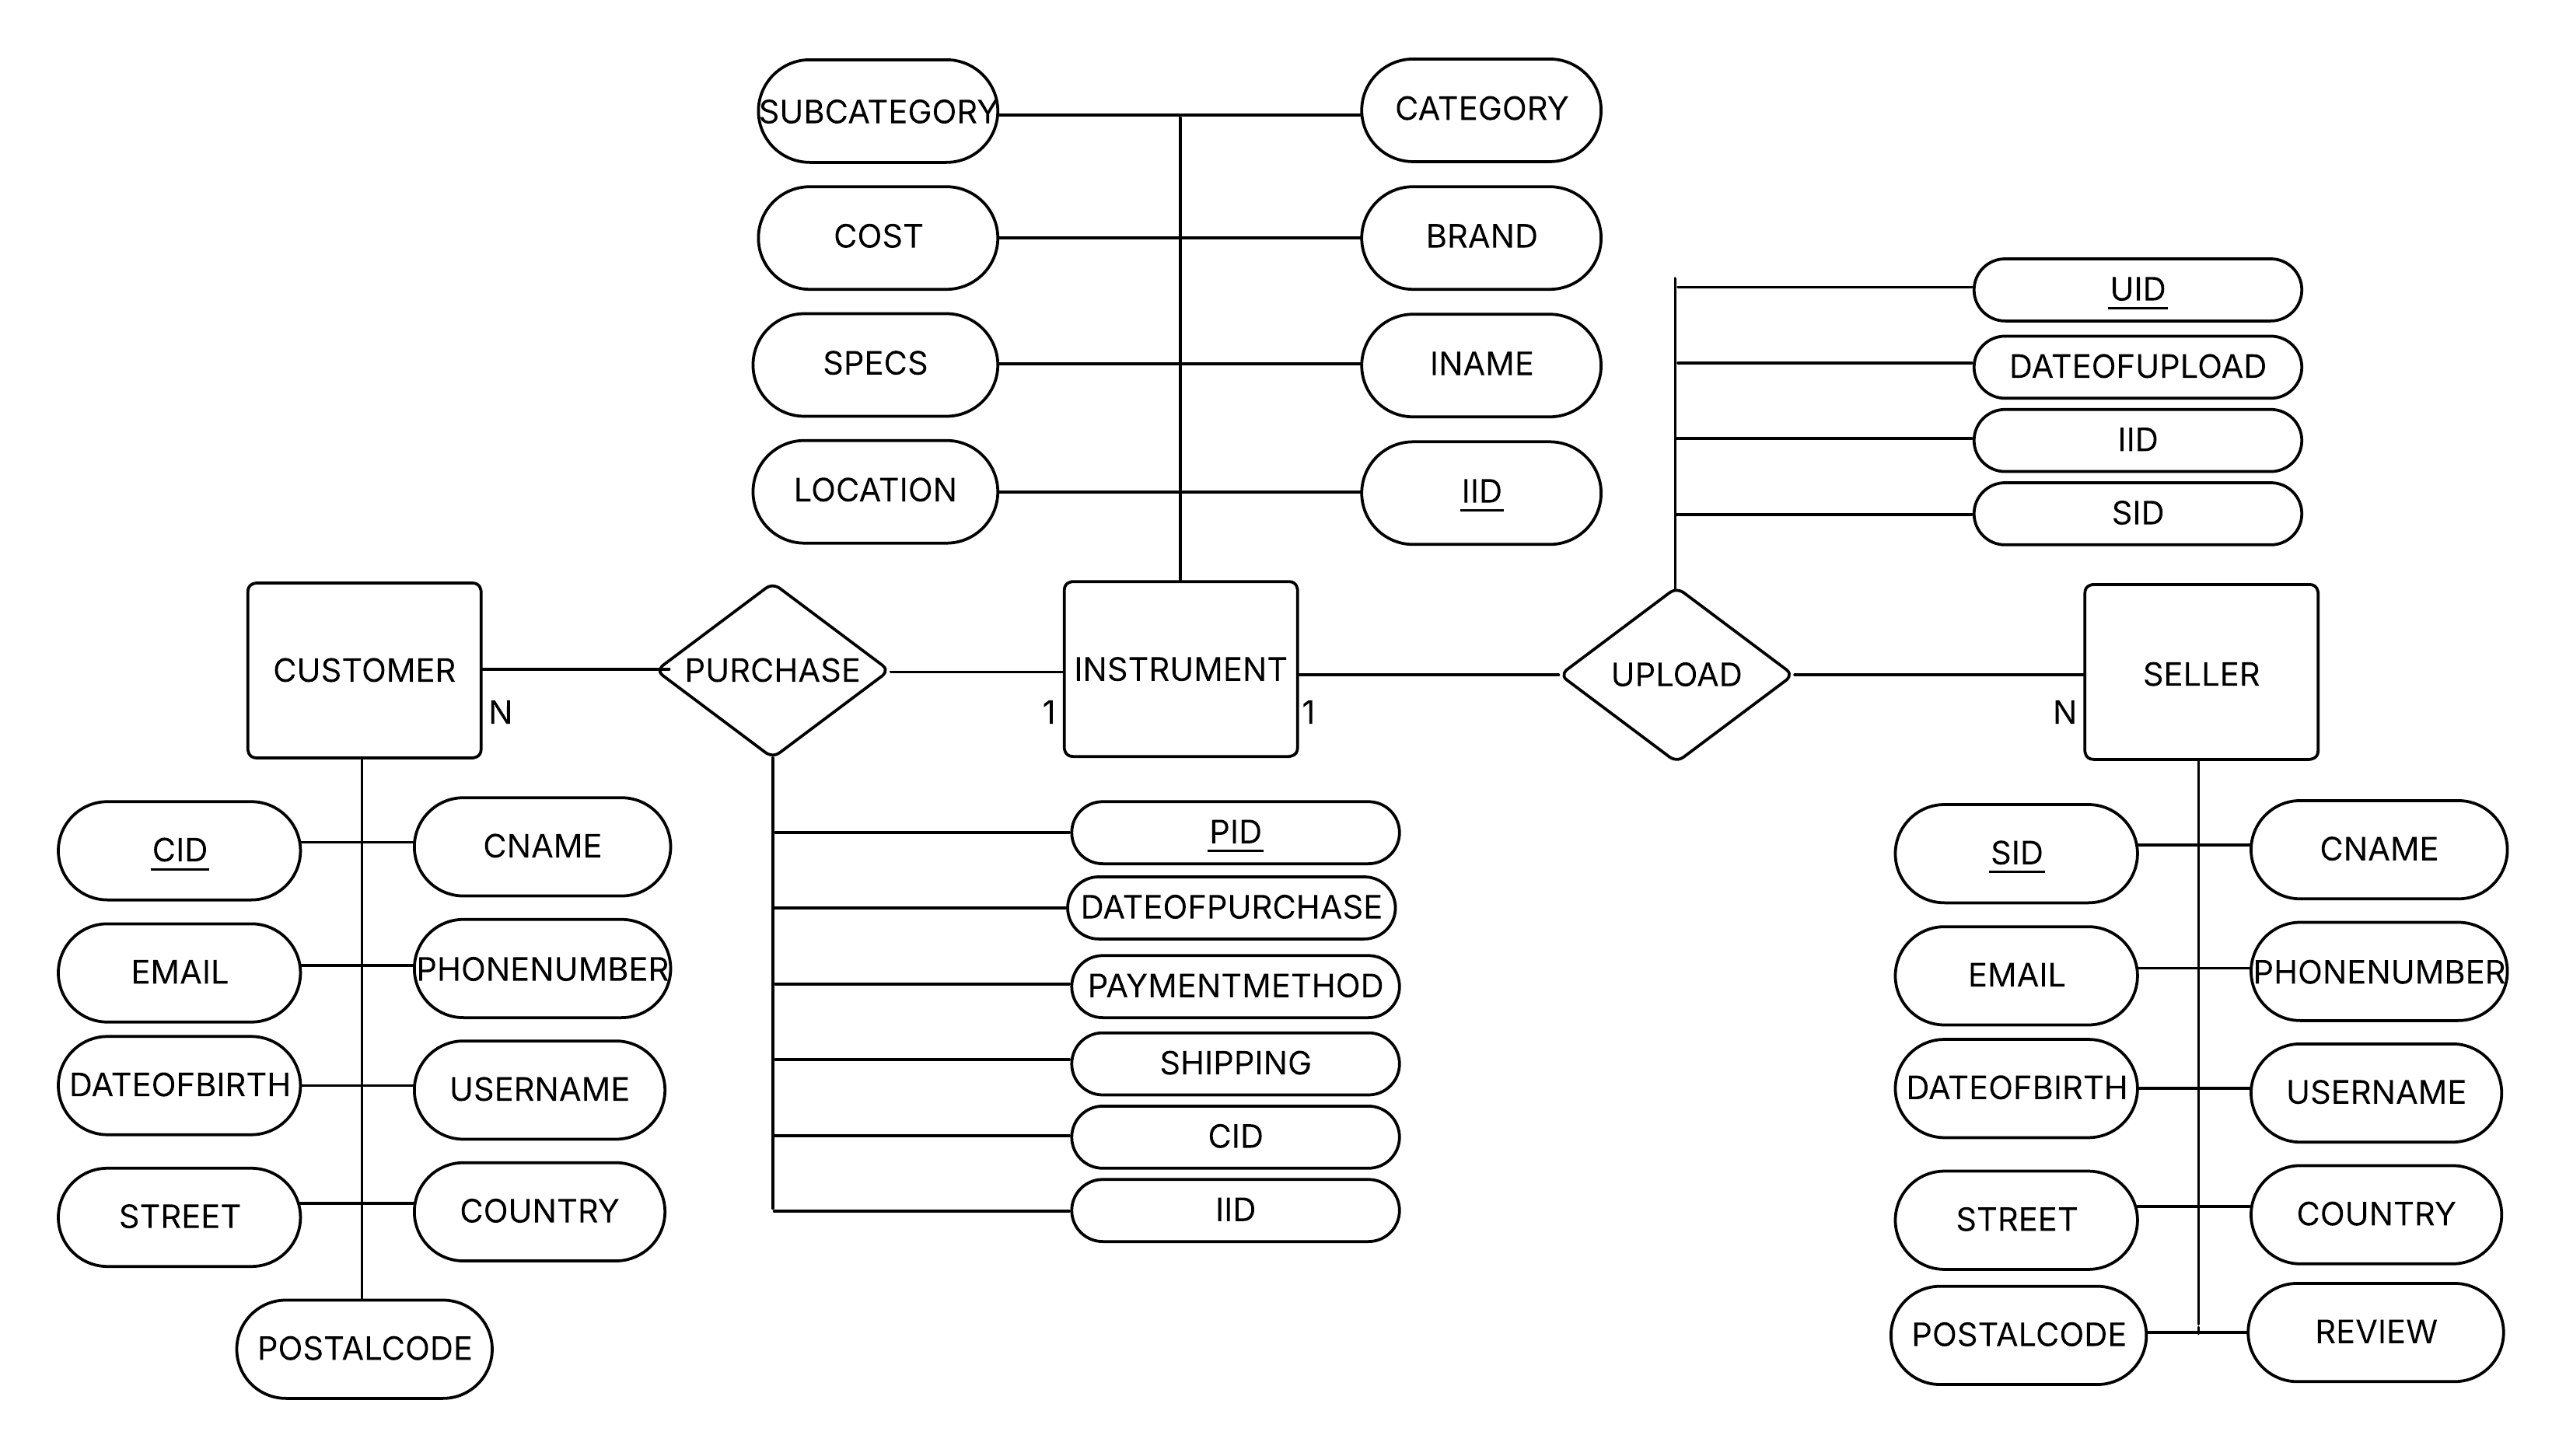 SUBCATEGORY
CATEGORY
COST
BRAND
SPECS
INAME
LOCATION
IID
UID
DATEOFUPLOAD
IID
SID
CUSTOMER
N
PURCHASE
1
INSTRUMENT
1
UPLOAD
N
SELLER
CID
CNAME
EMAIL
PHONENUMBER
DATEOFBIRTH
USERNAME
STREET
COUNTRY
POSTALCODE
PID
DATEOFPURCHASE
PAYMENTMETHOD
SHIPPING
CID
IID
SID
CNAME
EMAIL
PHONENUMBER
DATEOFBIRTH
USERNAME
STREET
COUNTRY
POSTALCODE
REVIEW